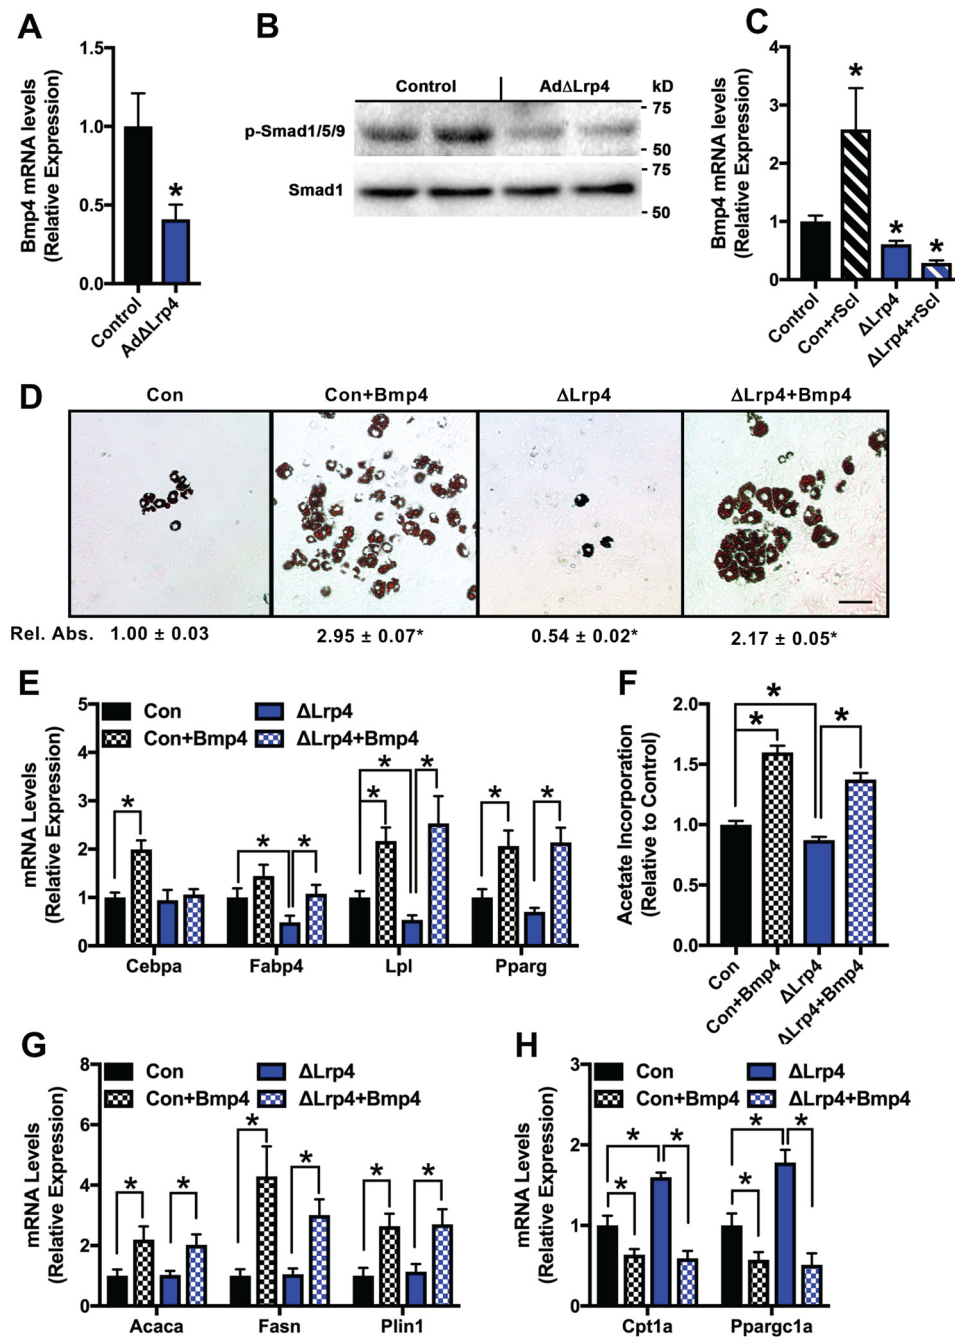 A
Bmp4 mRNA levels
(Relative Expression)
1.5
1.0
0.5
0.0
*
Control
AdΔLrp4
B
Control
AdΔLrp4
kD
p-Smad1/5/9
75
- 50
Smad1
- 75
- 50
C
Bmp4 mRNA levels
(Relative Expression)
4
3
2
1
0
*
*
*
Control
Con+rScl
ΔLrp4
ΔLrp4+rScl
D
Con
Con+Bmp4
ΔLrp4
ΔLrp4+Bmp4
Rel. Abs. 1.00 ± 0.03 2.95 ± 0.07* 0.54 ± 0.02* 2.17 ± 0.05*
E
mRNA Levels
(Relative Expression)
5
4
3
2
1
0
Con
ΔLrp4
Con+Bmp4
ΔLrp4+Bmp4
*
*
*
*
*
*
*
*
Cebpa
Fabp4
Lpl
Pparg
F
Acetate Incorporation
(Relative to Control)
2.0
1.5
1.0
0.5
0.0
*
*
*
Con
Con+Bmp4
ΔLrp4
ΔLrp4+Bmp4
G
mRNA Levels
(Relative Expression)
8
6
4
2
0
Con
ΔLrp4
Con+Bmp4
ΔLrp4+Bmp4
*
*
*
*
*
*
Acaca
Fasn
Plin1
H
mRNA Levels
(Relative Expression)
3
2
1
0
Con
ΔLrp4
Con+Bmp4
ΔLrp4+Bmp4
*
*
*
*
*
*
Cpt1a
Ppargc1a